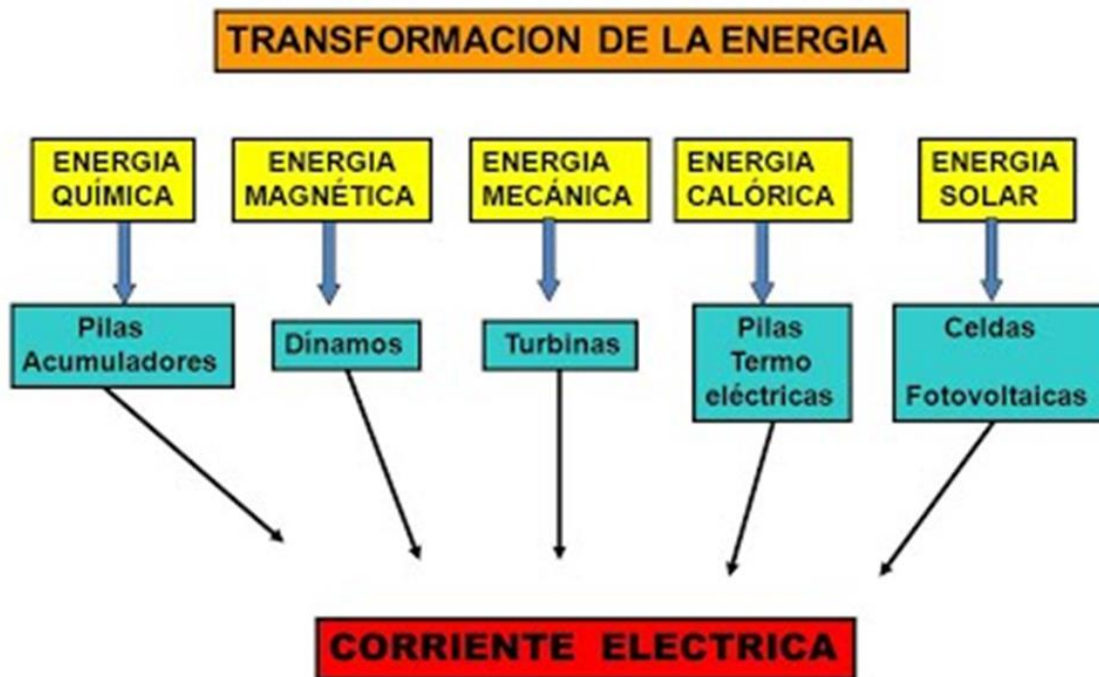 TRANSFORMACION DE LA ENERGIA
ENERGIA
QUÍMICA
ENERGIA
MAGNÉTICA
ENERGIA
MECÁNICA
ENERGIA
CALÓRICA
ENERGIA
SOLAR
Pilas
Acumuladores
Dínamos
Turbinas
Pilas
Termo
eléctricas
Celdas
Fotovoltaicas
CORRIENTE ELECTRICA